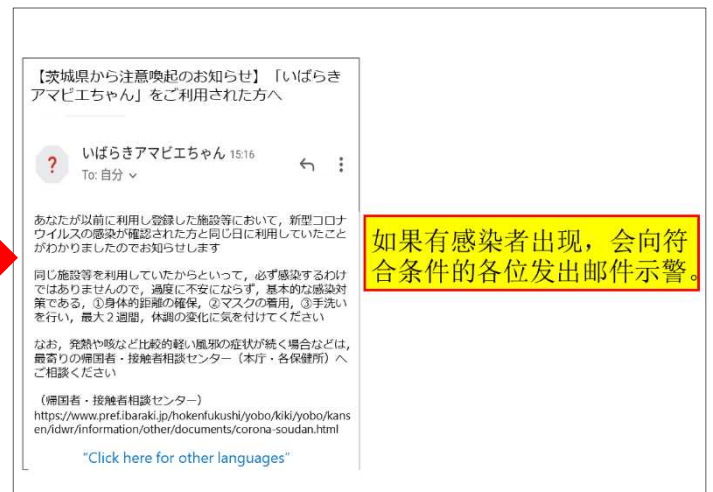 【茨城県から注意喚起のお知らせ】「いばらき
アマビエちゃん」をご利用された方へ
?
いばらきアマビエちゃん 15:16
To: 自分
あなたが以前に利用し登録した施設等において，新型コロナ
ウイルスの感染が確認された方と同じ日に利用していたこと
がわかりましたのでお知らせします
同じ施設等を利用していたからといって，必ず感染するわけ
ではありませんので，過度に不安にならず，基本的な感染対
策である，①身体的距離の確保，②マスクの着用，③手洗い
を行い，最大２週間，体調の変化に気を付けてください
なお，発熱や咳など比較的軽い風邪の症状が続く場合などは，
最寄りの帰国者・接触者相談センター（本庁・各保健所）へ
ご相談ください
（帰国者・接触者相談センター）
https://www.pref.ibaraki.jp/hokenfukushi/yobo/kiki/yobo/kans
en/idwr/information/other/documents/corona-soudan.html
"Click here for other languages"
如果有感染者出现，会向符
合条件的各位发出邮件示警。